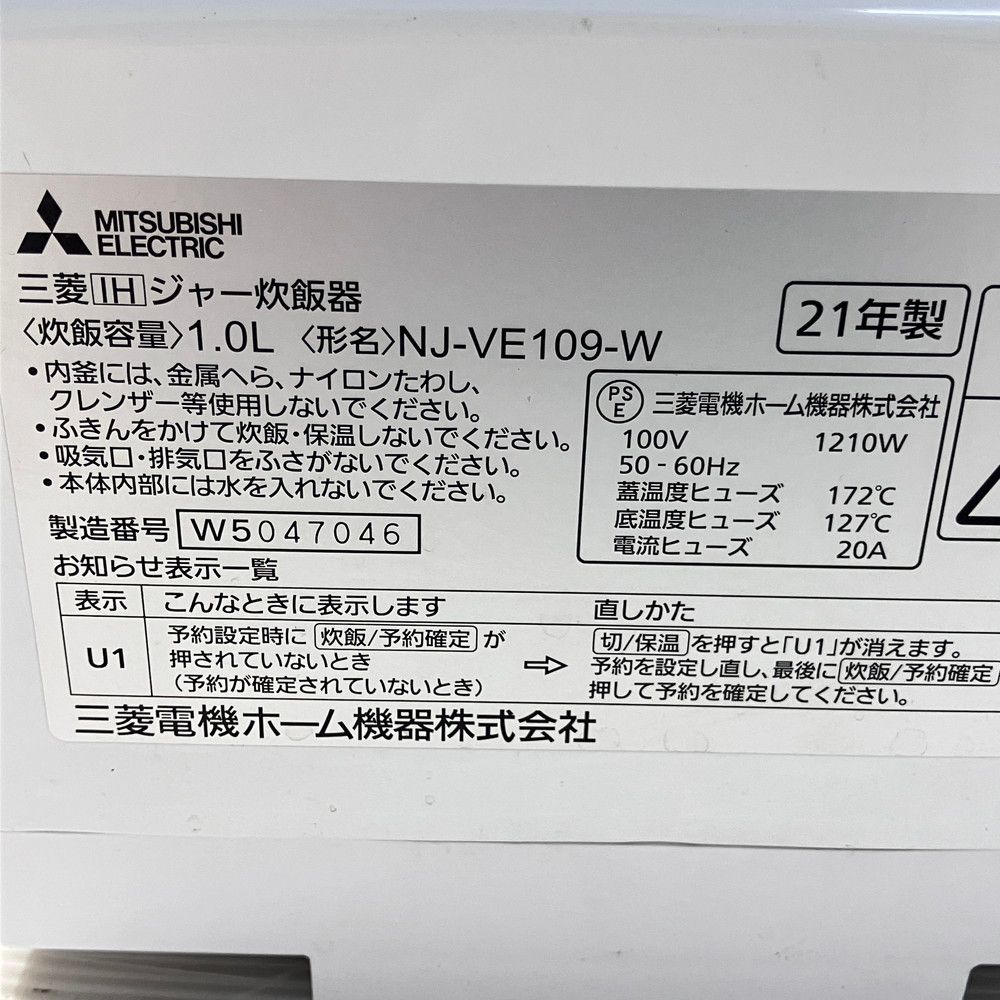 MITSUBISHI
ELECTRIC
三菱IHジャー炊飯器
〈炊飯容量〉1.0L 〈形名〉NJ-VE109-W
21年製
•内釜には、金属へら、ナイロンたわし、
クレンザー等使用しないでください。
•ふきんをかけて炊飯・保温しないでください。
•吸気口・排気口をふさがないでください。
•本体内部には水を入れないでください。
製造番号 W5047046
PS
E 三菱電機ホーム機器株式会社
100V 1210W
50-60Hz
蓋温度ヒューズ 172℃
底温度ヒューズ 127℃
電流ヒューズ 20A
お知らせ表示一覧
表示 こんなときに表示します 直しかた
U1
予約設定時に 炊飯/予約確定 が
押されていないとき
(予約が確定されていないとき)
⇨
切/保温 を押すと「U1」が消えます。
予約を設定し直し、最後に 炊飯/予約確定
押して予約を確定してください。
三菱電機ホーム機器株式会社